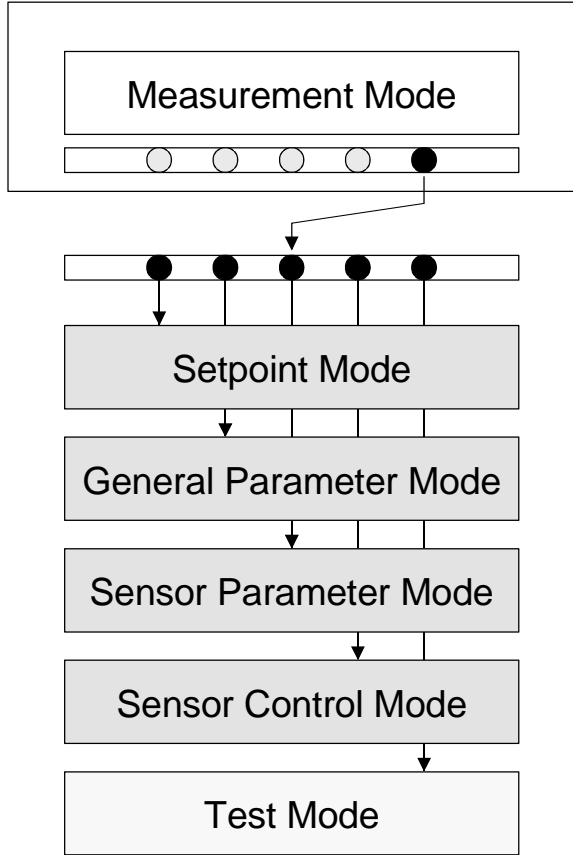 Measurement Mode
Setpoint Mode
General Parameter Mode
Sensor Parameter Mode
Sensor Control Mode
Test Mode